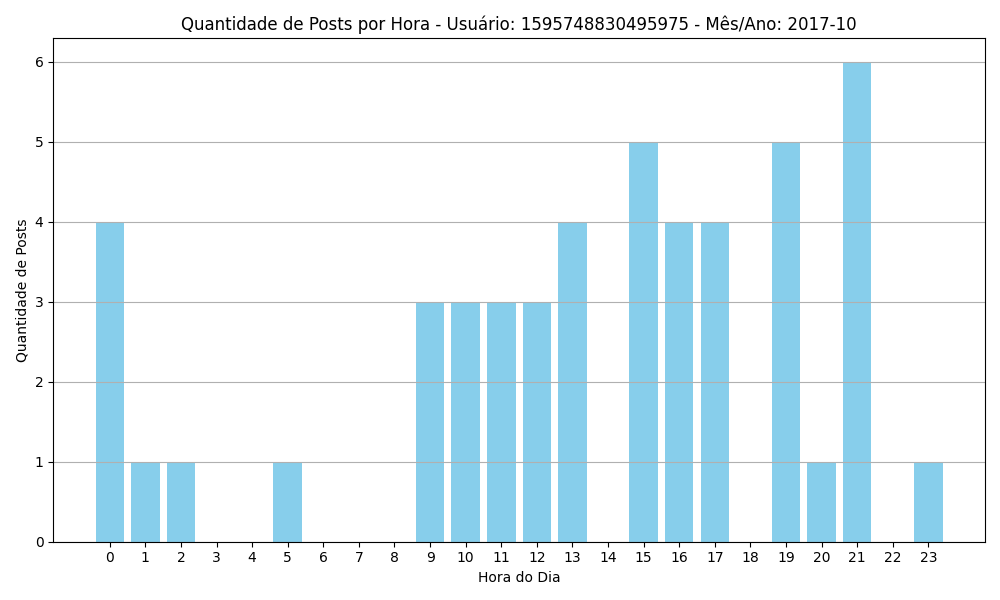 Quantidade de Posts por Hora - Usuário: 1595748830495975 - Mês/Ano: 2017-10
Quantidade de Posts
6
5
4
3
2
1
0
0 1 2 3 4 5 6 7 8 9 10 11 12 13 14 15 16 17 18 19 20 21 22 23
Hora do Dia